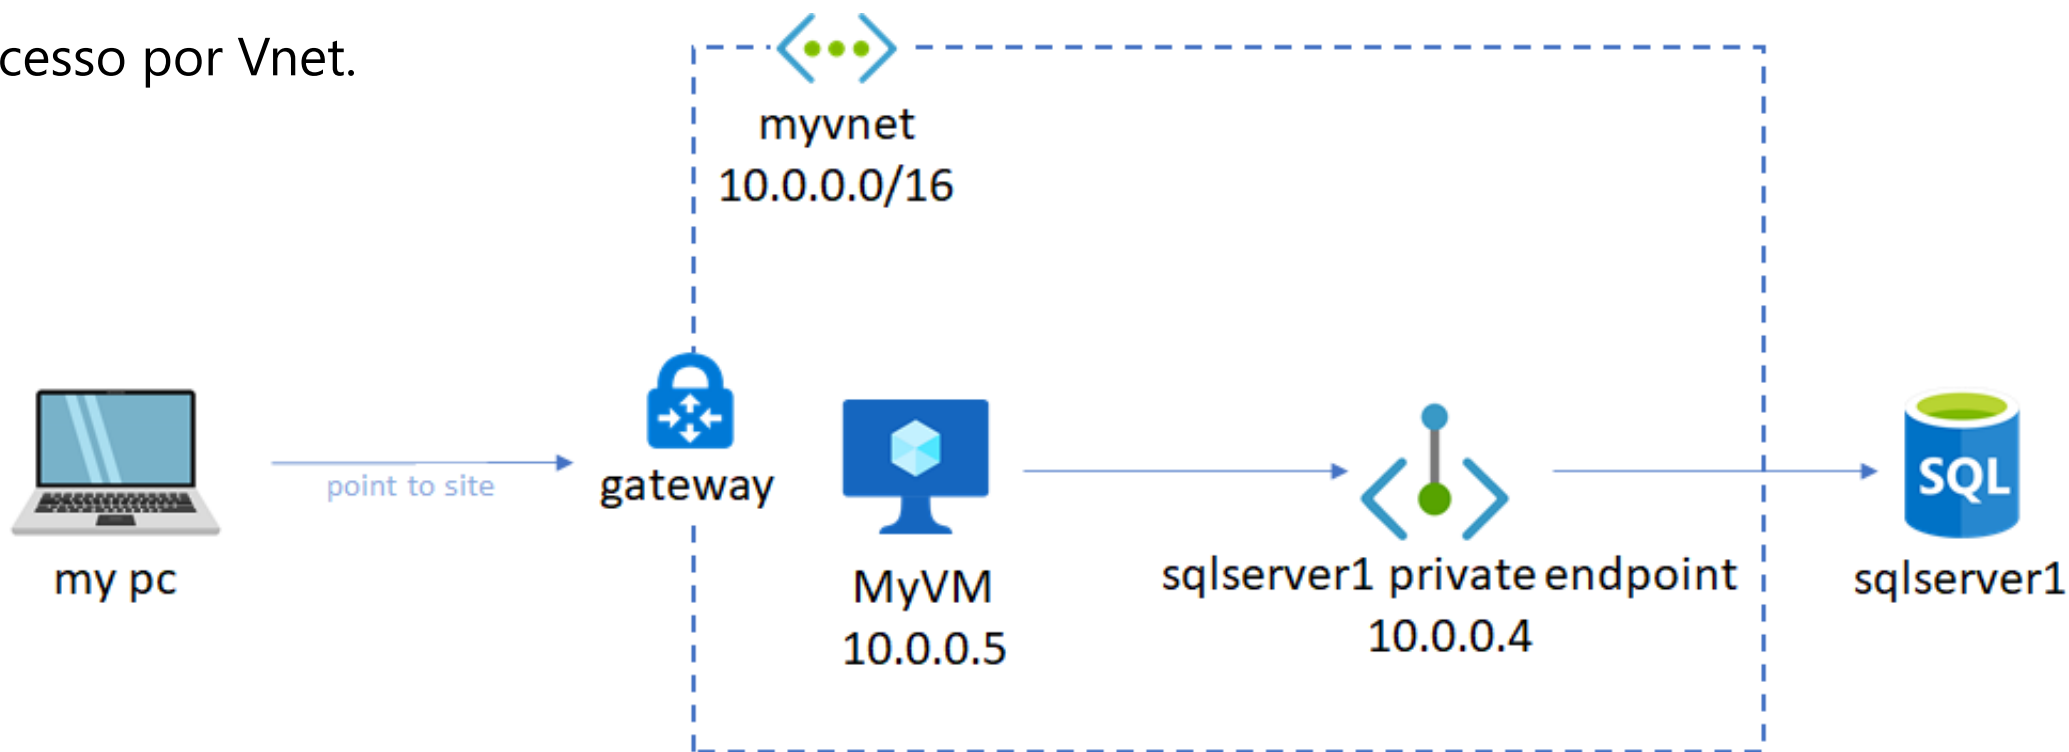 cesso por Vnet.
myvnet
10.0.0.0/16
point to site
gateway
my pc
MyVM
10.0.0.5
sqlserver1 private endpoint
10.0.0.4
SQL
sqlserver1